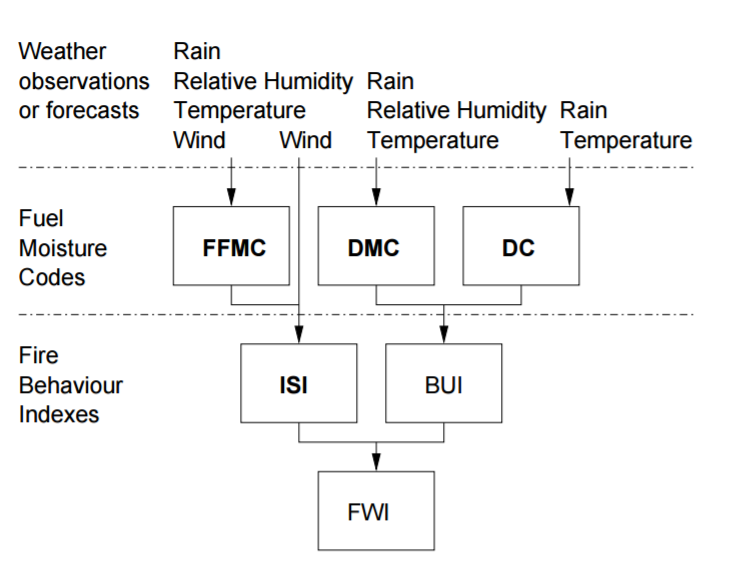 Weather
observations
or forecasts
Rain
Relative Humidity
Temperature
Wind
Wind
Rain
Relative Humidity
Temperature
Rain
Temperature
Fuel
Moisture
Codes
FFMC
DMC
DC
Fire
Behaviour
Indexes
ISI
BUI
FWI